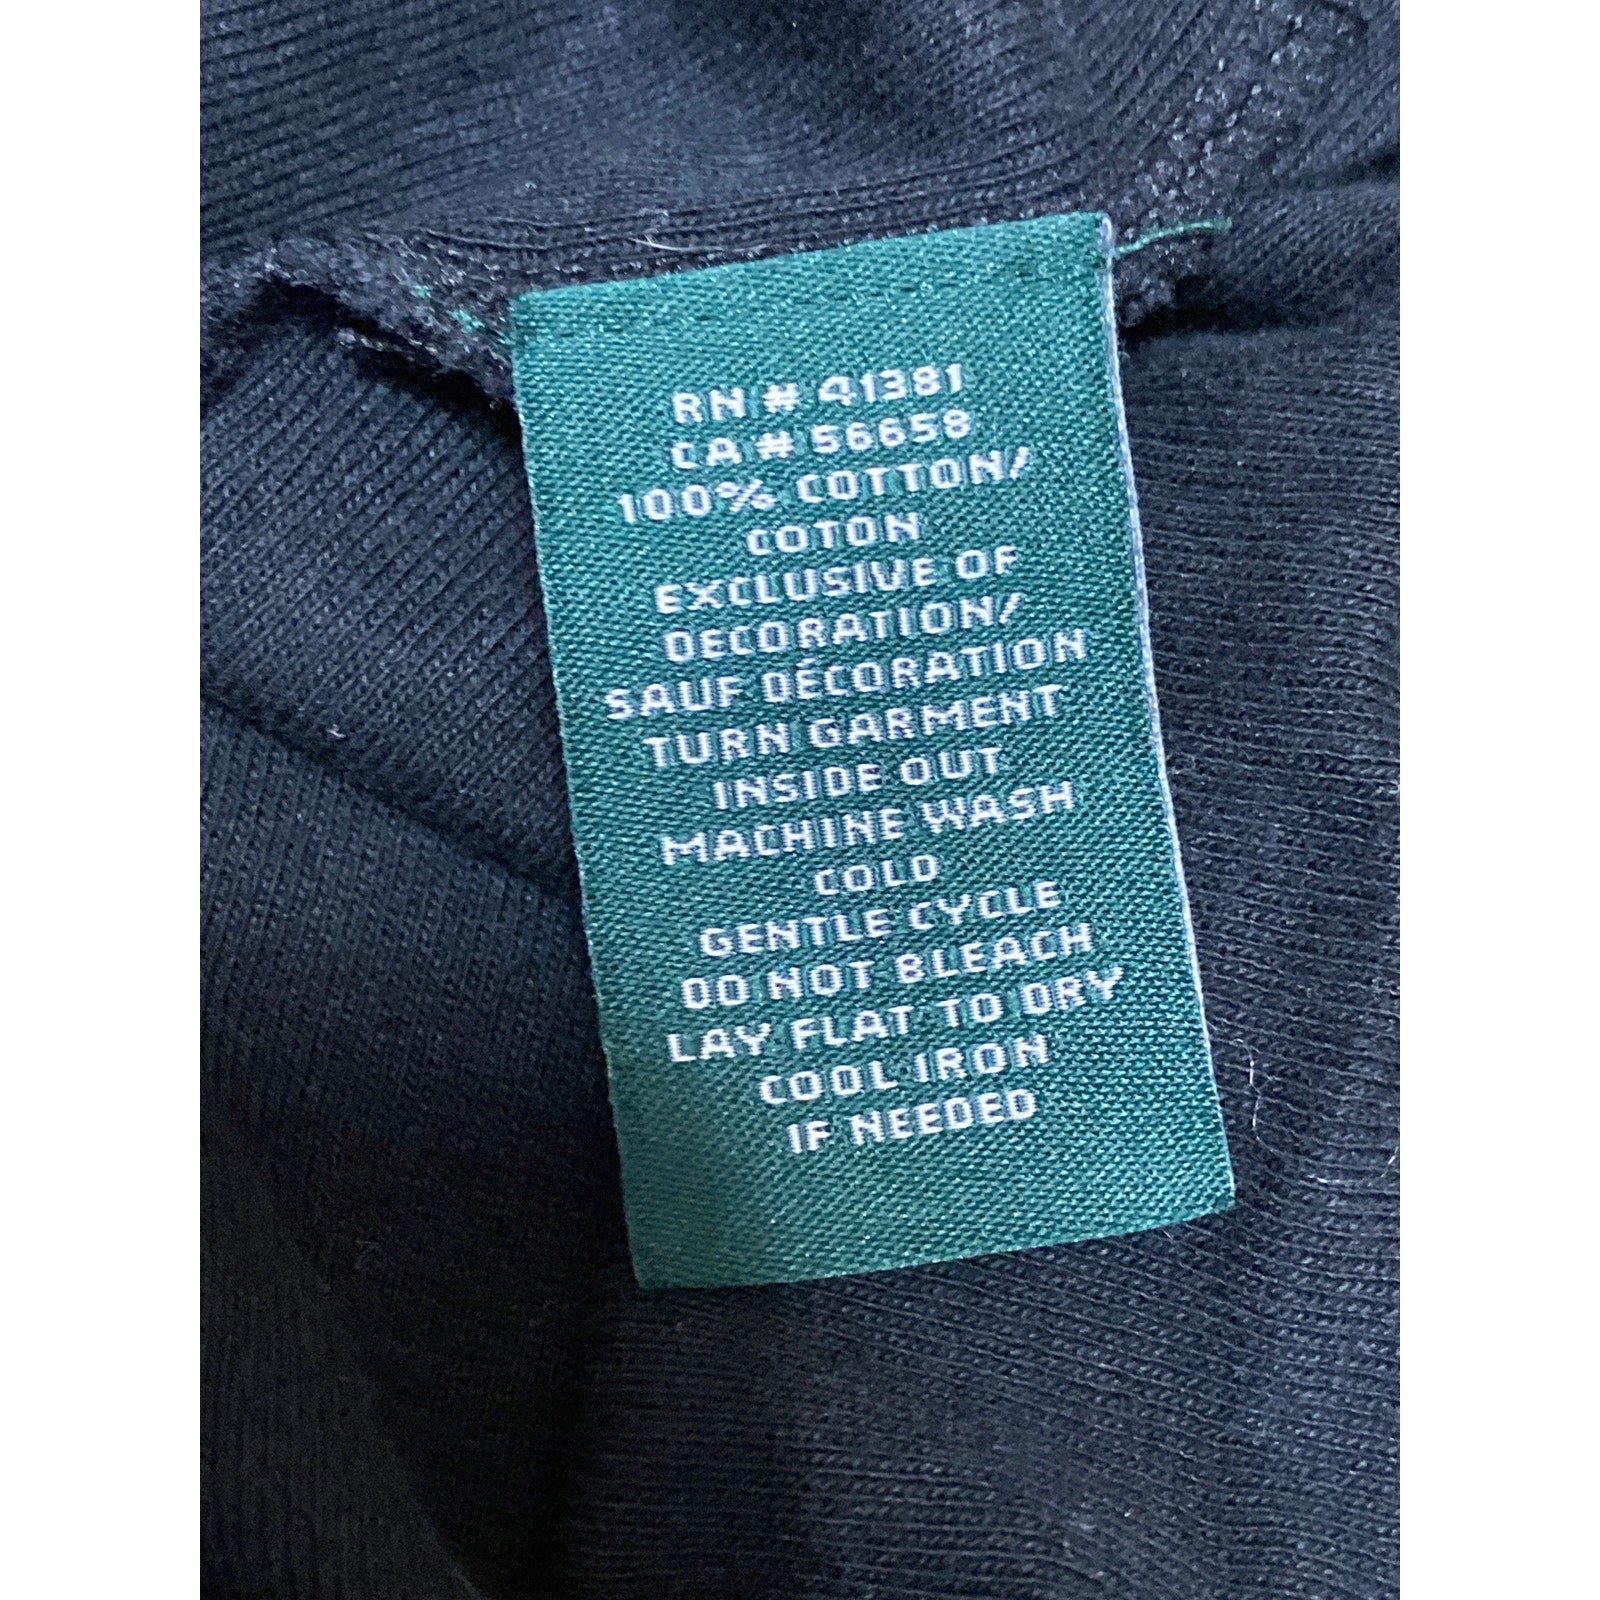 RN # 41381
CA # 56658
100% COTTON/
COTON
EXCLUSIVE OF
DECORATION/
SAUF DÉCORATION
TURN GARMENT
INSIDE OUT
MACHINE WASH
COLD
GENTLE CYCLE
DO NOT BLEACH
LAY FLAT TO DRY
COOL IRON
IF NEEDED